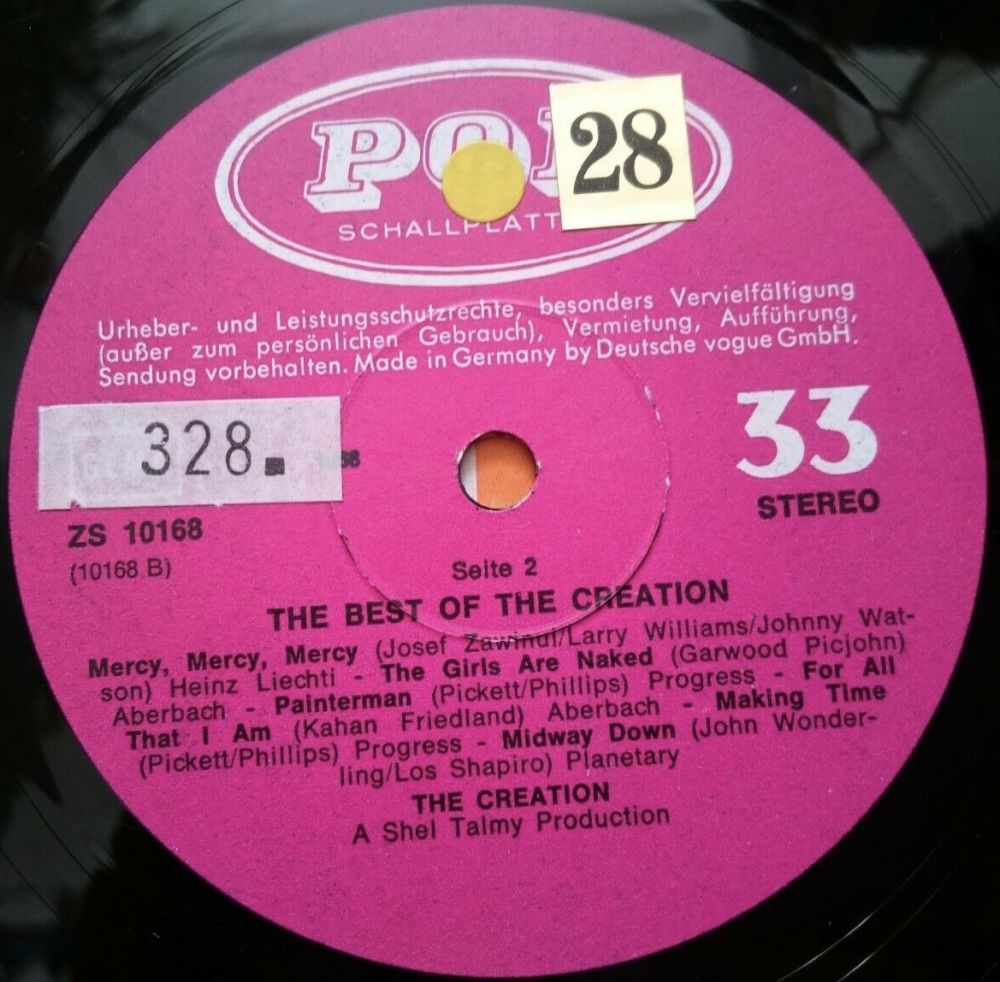 28
Urheber- und Leistungsschutzrechte, besonders Vervielfältigung
(außer zum persönlichen Gebrauch), Vermietung, Aufführung,
Sendung vorbehalten. Made in Germany by Deutsche vogue GmbH.
328.
33
STEREO
ZS 10168
(10168 B)
Seite 2
THE BEST OF THE CREATION
Mercy, Mercy, Mercy (Josef Zawinul/Larry Williams/Johnny Wat-
son) Heinz Liechti - The Girls Are Naked (Garwood Picjohn)
Aberbach - Painterman (Pickett/Phillips) Progress - For All
That I Am (Kahan Friedland) Aberbach - Making Time
(Pickett/Phillips) Progress - Midway Down (John Wonder-
ling/Los Shapiro) Planetary
THE CREATION
A Shel Talmy Production